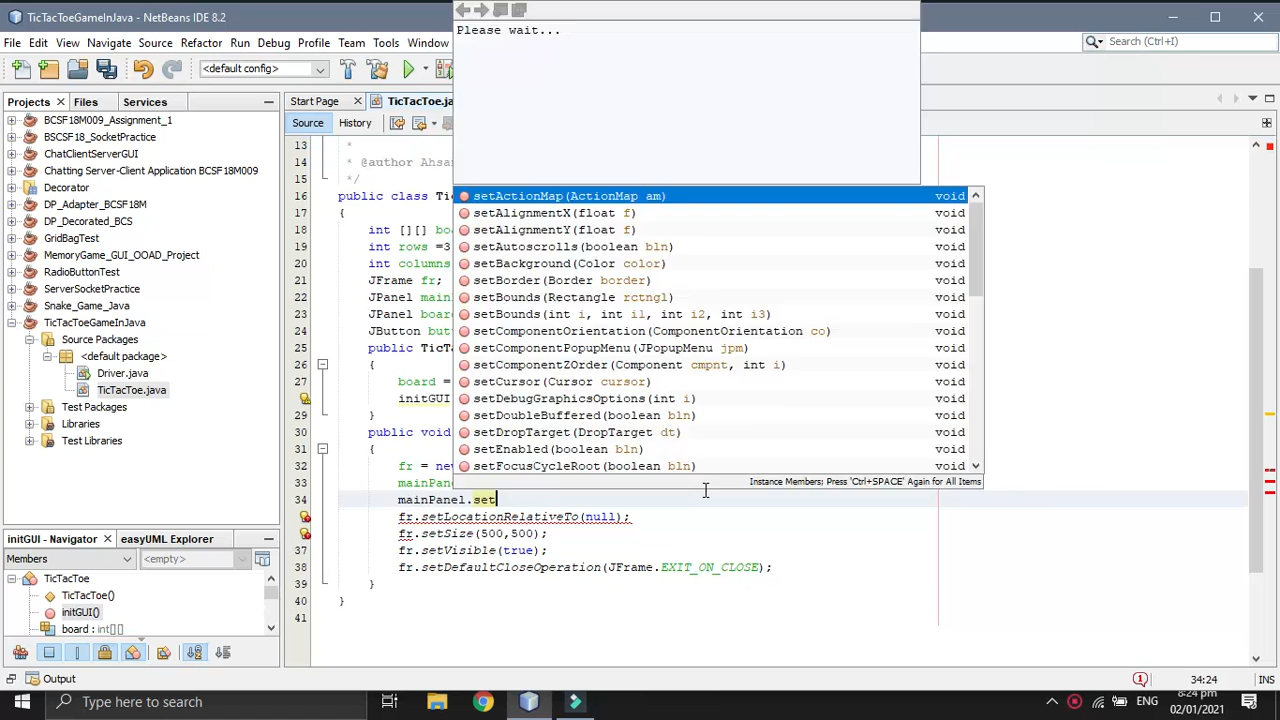 TicTacToeGameInJava - NetBeans IDE 8.2
File Edit View Navigate Source Refactor Run Debug Profile Team Tools Window
Search (Ctrl+I)
<default config>
Please wait...
Projects Files Services
Start Page TicTacToe.ja
Source History
BCSF18M009_Assignment_1
BSCSF18_SocketPractice
ChatClientServerGUI
Chatting Server-Client Application BCSF18M009
Decorator
DP_Adapter_BCSF18M
DP_Decorated_BCS
GridBagTest
MemoryGame_GUI_OOAD_Project
RadioButtonTest
ServerSocketPractice
Snake_Game_Java
TicTacToeGameInJava
Source Packages
<default package>
Driver.java
TicTacToe.java
Test Packages
Libraries
Test Libraries
13 *
14 * @author Ahsa
15 */
16 public class Tic
17 {
18 int [][] bo
19 int rows =3
20 int columns
21 JFrame fr;
22 JPanel main
23 JPanel boar
24 JButton but
25 public TicTa
26 {
27 board =
initGUI
29 }
30 public void
31 {
32 fr = new
33 mainPane
34 mainPanel.set
fr.setLocationRelativeTo(null);
fr.setSize(500,500);
37 fr.setVisible(true);
38 fr.setDefaultCloseOperation(JFrame.EXIT_ON_CLOSE);
39 }
40 }
41
setActionMap(ActionMap am) void
setAlignmentX(float f) void
setAlignmentY(float f) void
setAutoscrolls(boolean bln) void
setBackground(Color color) void
setBorder(Border border) void
setBounds(Rectangle rctngl) void
setBounds(int i, int i1, int i2, int i3) void
setComponentOrientation(ComponentOrientation co) void
setComponentPopupMenu(JPopupMenu jpm) void
setComponentZOrder(Component cmpnt, int i) void
setCursor(Cursor cursor) void
setDebugGraphicsOptions(int i) void
setDoubleBuffered(boolean bln) void
setDropTarget(DropTarget dt) void
setEnabled(boolean bln) void
setFocusCycleRoot(boolean bln) void
Instance Members; Press 'Ctrl+SPACE' Again for All Items
initGUI - Navigator easyUML Explorer
Members <empty>
TicTacToe
TicTacToe()
initGUI()
board : int[][]
Output
1 34:24 INS
Type here to search
ENG
8:24 pm
02/01/2021